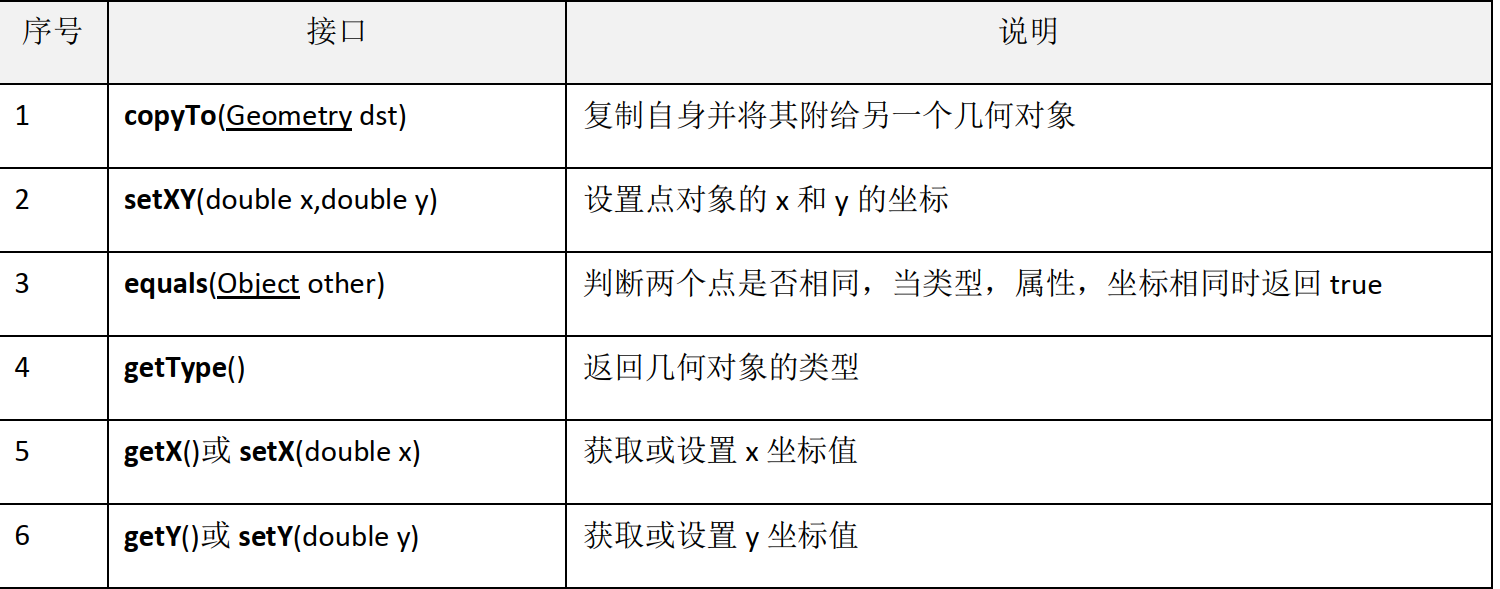 序号 接口 说明
1 copyTo(Geometry dst) 复制自身并将其附给另一个几何对象
2 setXY(double x,double y) 设置点对象的 x 和 y 的坐标
3 equals(Object other) 判断两个点是否相同，当类型，属性，坐标相同时返回 true
4 getType() 返回几何对象的类型
5 getX()或 setX(double x) 获取或设置 x 坐标值
6 getY()或 setY(double y) 获取或设置 y 坐标值